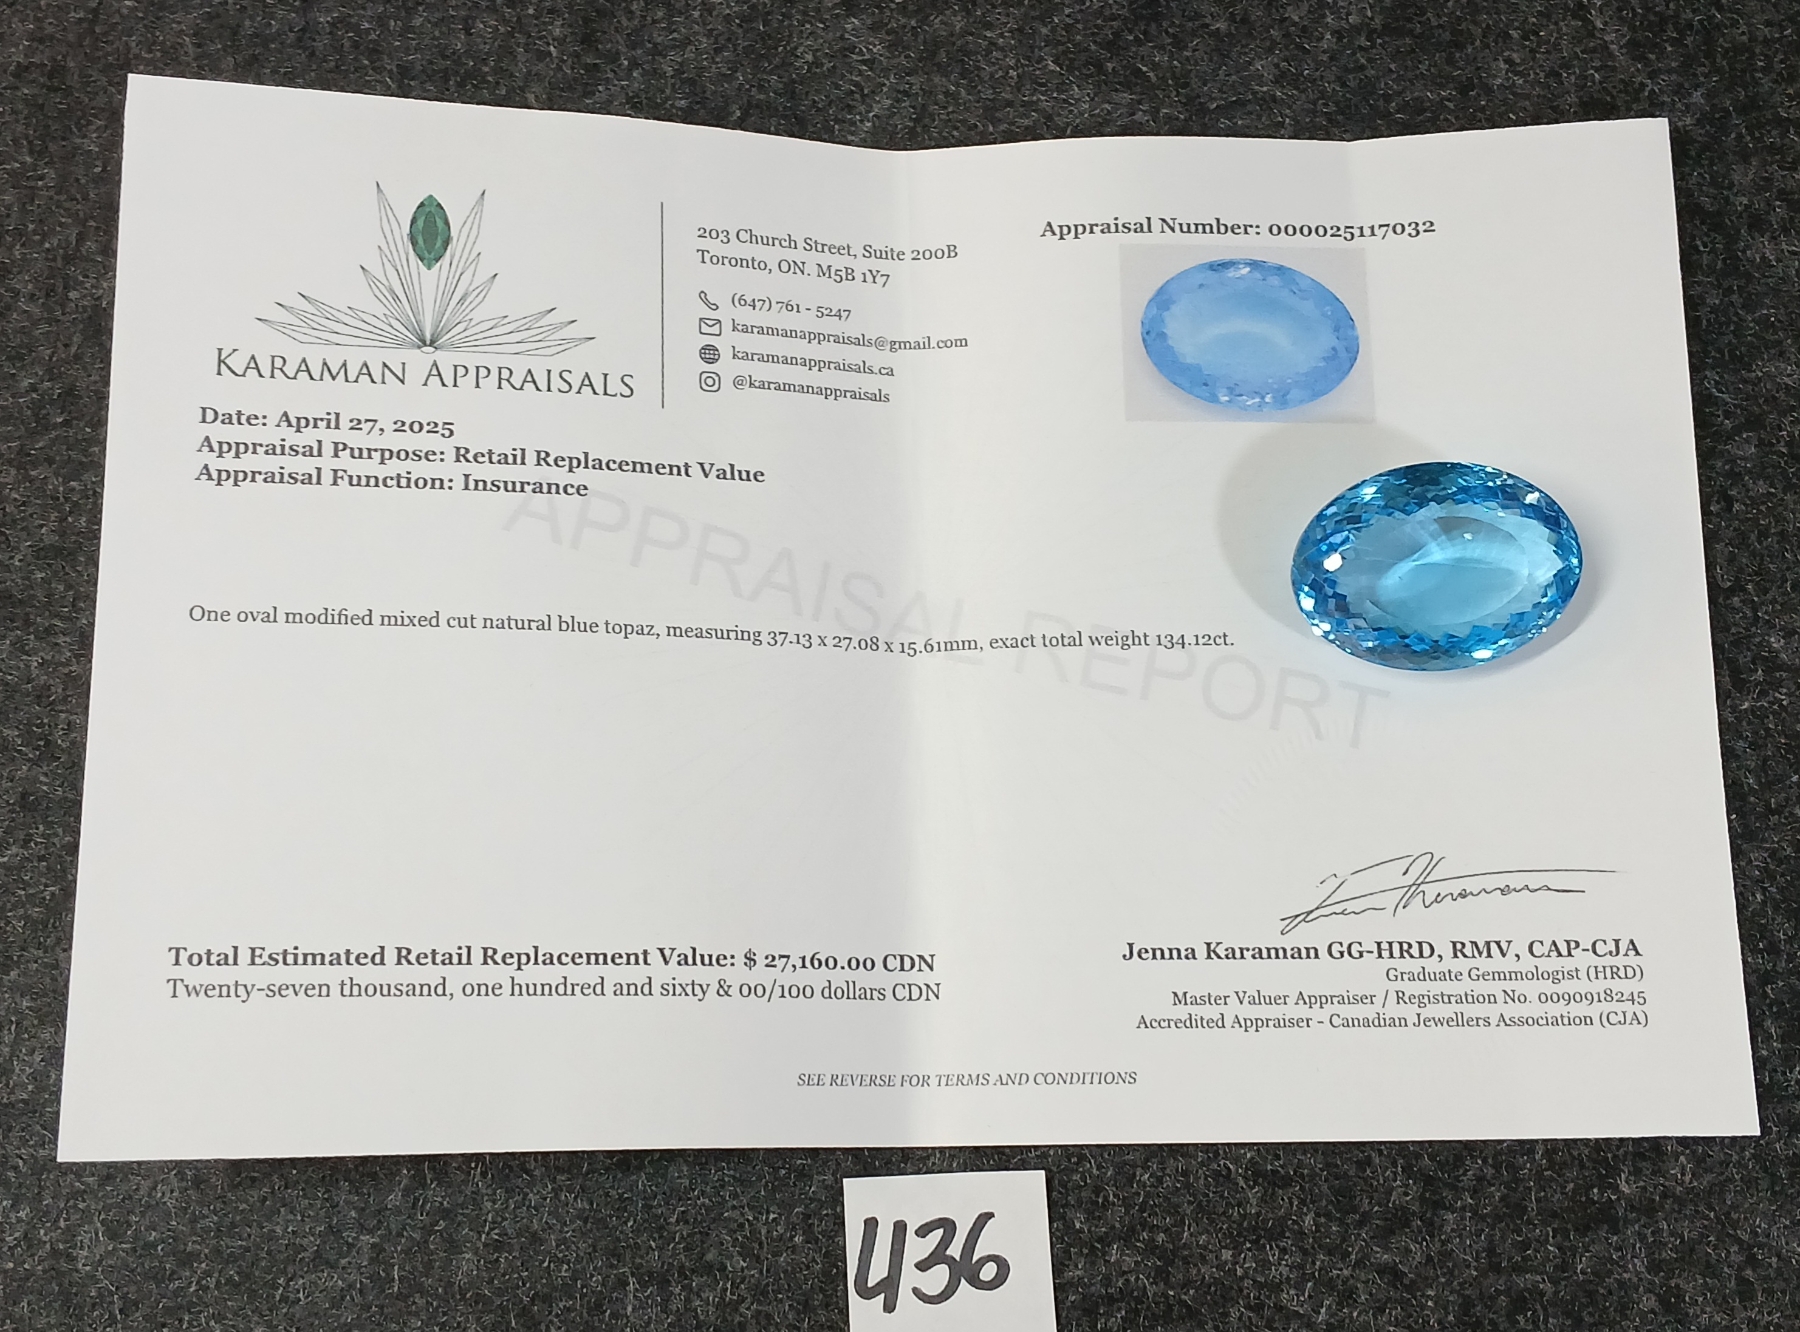 KARAMAN APPRAISALS
203 Church Street, Suite 200B
Toronto, ON. M5B 1Y7
(647) 761 - 5247
karamanappraisals@gmail.com
karamanappraisals.ca
@karamanappraisals
Appraisal Number: 000025117032
Date: April 27, 2025
Appraisal Purpose: Retail Replacement Value
Appraisal Function: Insurance
APPRAISAL REPORT
One oval modified mixed cut natural blue topaz, measuring 37.13 x 27.08 x 15.61mm, exact total weight 134.12ct.
Total Estimated Retail Replacement Value: $ 27,160.00 CDN
Twenty-seven thousand, one hundred and sixty & 00/100 dollars CDN
Jenna Karaman GG-HRD, RMV, CAP-CJA
Graduate Gemmologist (HRD)
Master Valuer Appraiser / Registration No. 0090918245
Accredited Appraiser - Canadian Jewellers Association (CJA)
SEE REVERSE FOR TERMS AND CONDITIONS
436